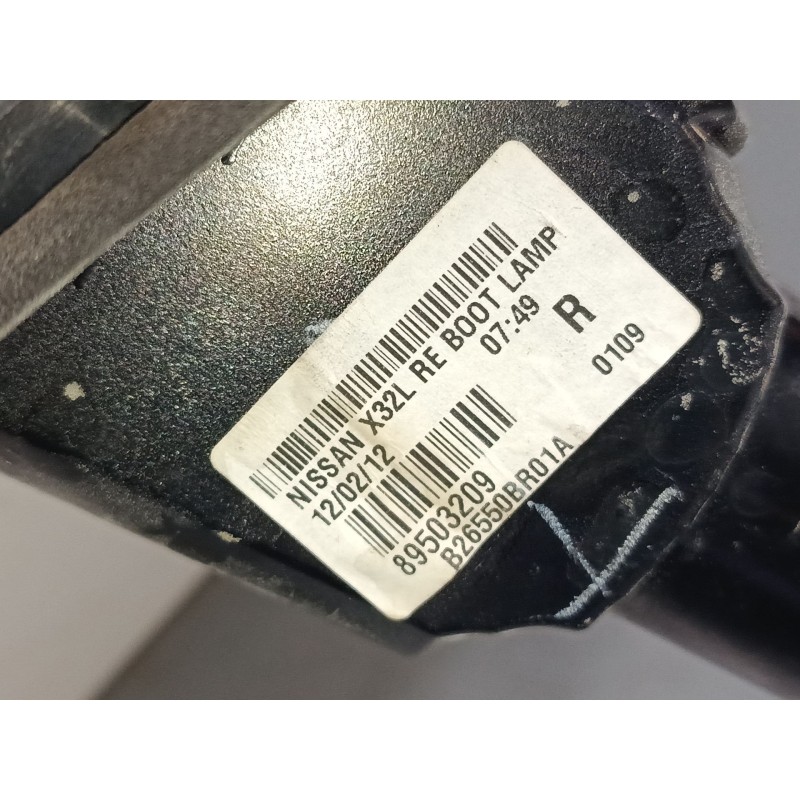 NISSAN X32L RE BOOT LAMP
12/02/12 07:49 R
89503209
B26550BR01A 0109